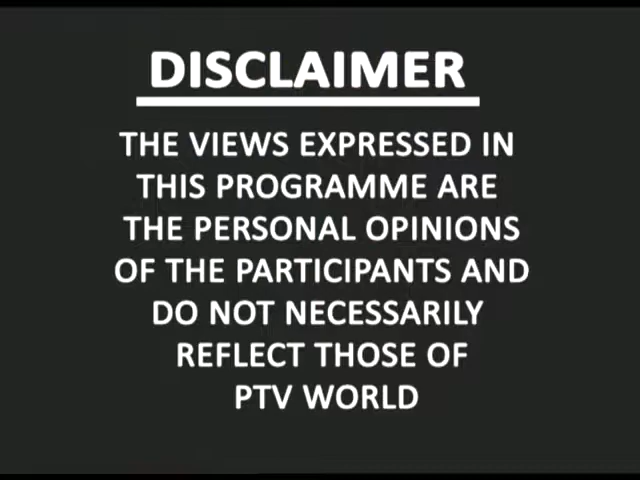 DISCLAIMER
THE VIEWS EXPRESSED IN
THIS PROGRAMME ARE
THE PERSONAL OPINIONS
OF THE PARTICIPANTS AND
DO NOT NECESSARILY
REFLECT THOSE OF
PTV WORLD